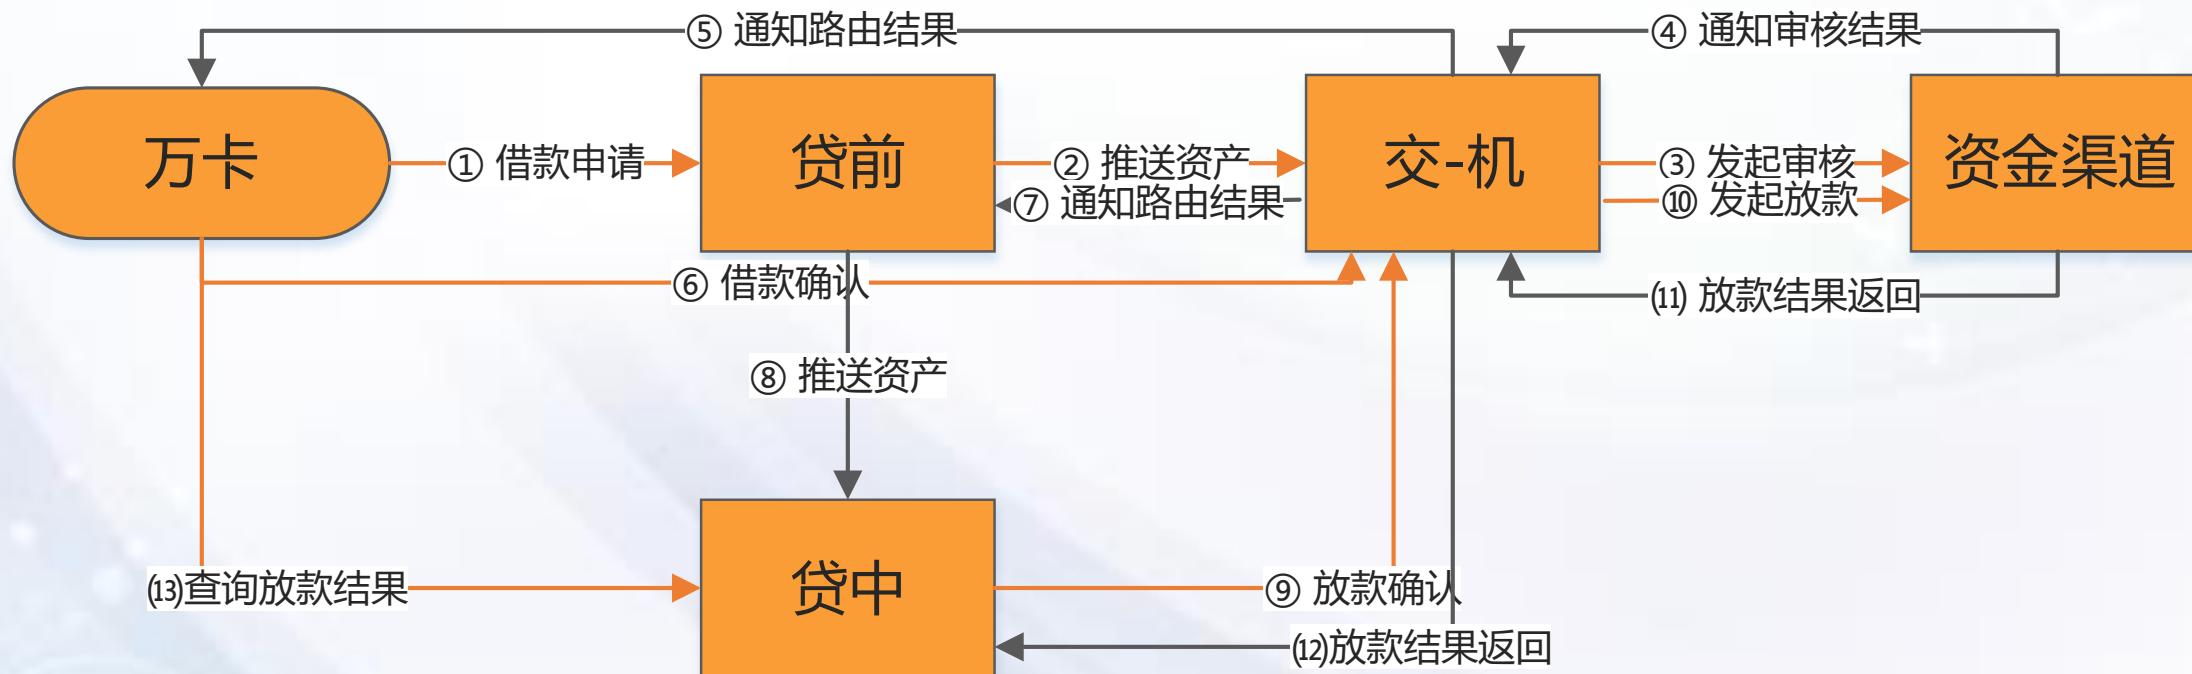 ⑤ 通知路由结果
④ 通知审核结果
万卡
① 借款申请
贷前
② 推送资产
⑦ 通知路由结果
交-机
③ 发起审核
⑩ 发起放款
资金渠道
⑥ 借款确认
⑾ 放款结果返回
⑧ 推送资产
⒀查询放款结果
贷中
⑨ 放款确认
⑿放款结果返回